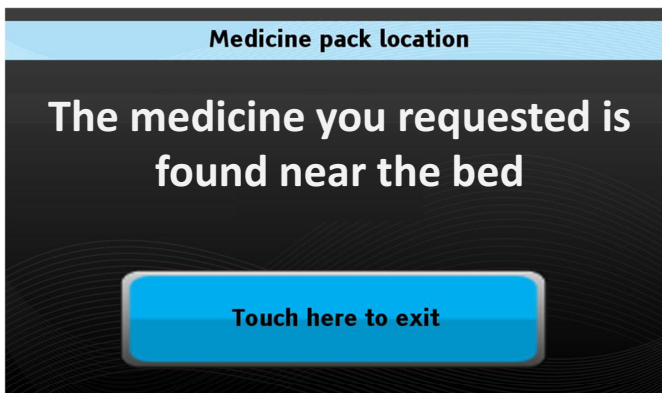 Medicine pack location
The medicine you requested is
found near the bed
Touch here to exit